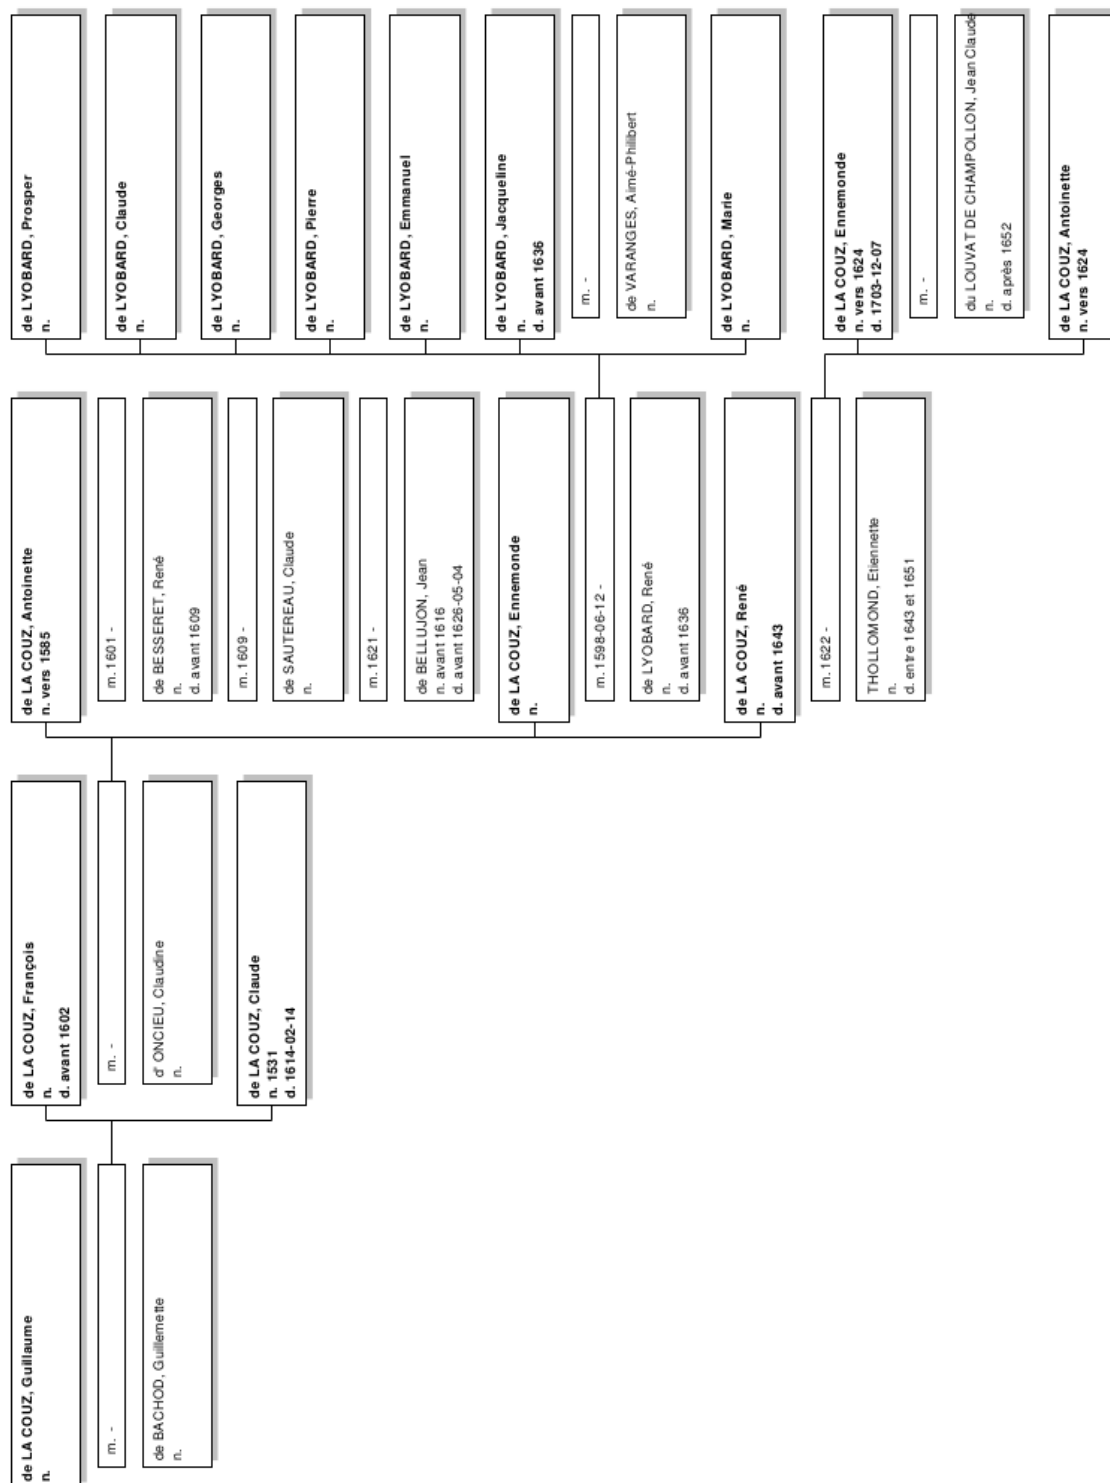 de LA COUZ, Guillaume
n.
m. -
de BACHOD, Guillemette
n.
de LA COUZ, François
n.
d. avant 1602
m. -
d' ONCIEU, Claudine
n.
de LA COUZ, Claude
n. 1531
d. 1614-02-14
de LA COUZ, Antoinette
n. vers 1585
m. 1601 -
de BESSERET, René
n.
d. avant 1609
m. 1609 -
de SAUTEREAU, Claude
n.
m. 1621 -
de BELLUJON, Jean
n. avant 1616
d. avant 1626-05-04
de LA COUZ, Ennemonde
n.
m. 1598-06-12 -
de LYOBARD, René
n.
d. avant 1636
de LA COUZ, René
n.
d. avant 1643
m. 1622 -
THOLLOMOND, Etiennette
n.
d. entre 1643 et 1651
de LYOBARD, Prosper
n.
de LYOBARD, Claude
n.
de LYOBARD, Georges
n.
de LYOBARD, Pierre
n.
de LYOBARD, Emmanuel
n.
de LYOBARD, Jacqueline
n.
d. avant 1636
m. -
de VARANGES, Aimé-Philibert
n.
de LYOBARD, Marie
n.
de LA COUZ, Ennemonde
n. vers 1624
d. 1703-12-07
m. -
du LOUVAT DE CHAMPOLLON, Jean Claude
n.
d. après 1652
de LA COUZ, Antoinette
n. vers 1624